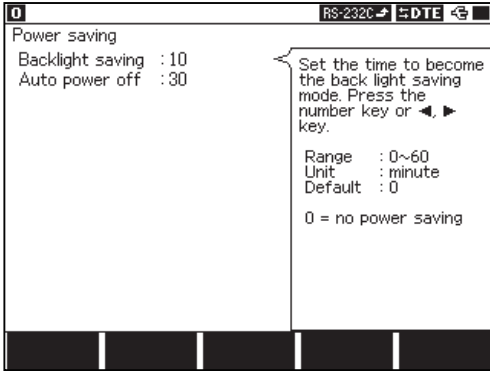 0 RS-232C DTE
Power saving
Backlight saving : 10
Auto power off : 30
Set the time to become
the back light saving
mode. Press the
number key or ◀, ▶
key.
Range : 0~60
Unit : minute
Default : 0
0 = no power saving